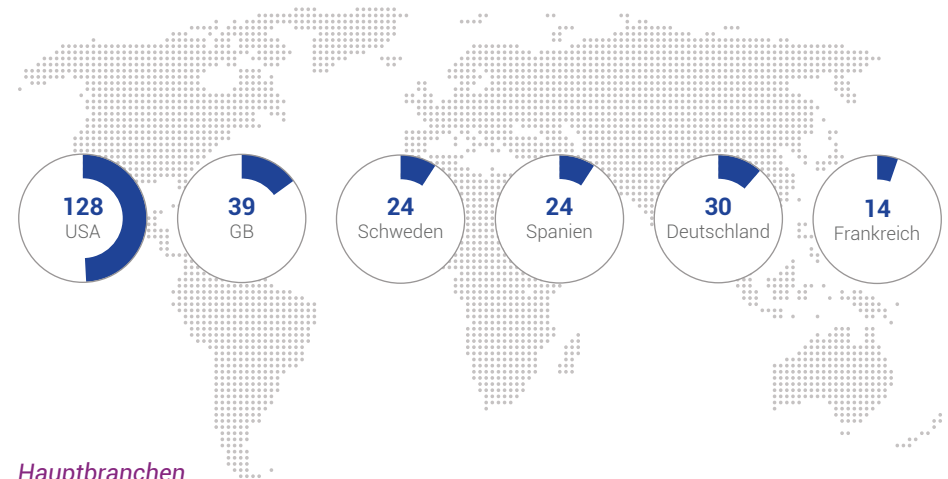 128
USA
39
GB
24
Schweden
24
Spanien
30
Deutschland
14
Frankreich
Hauptbranchen